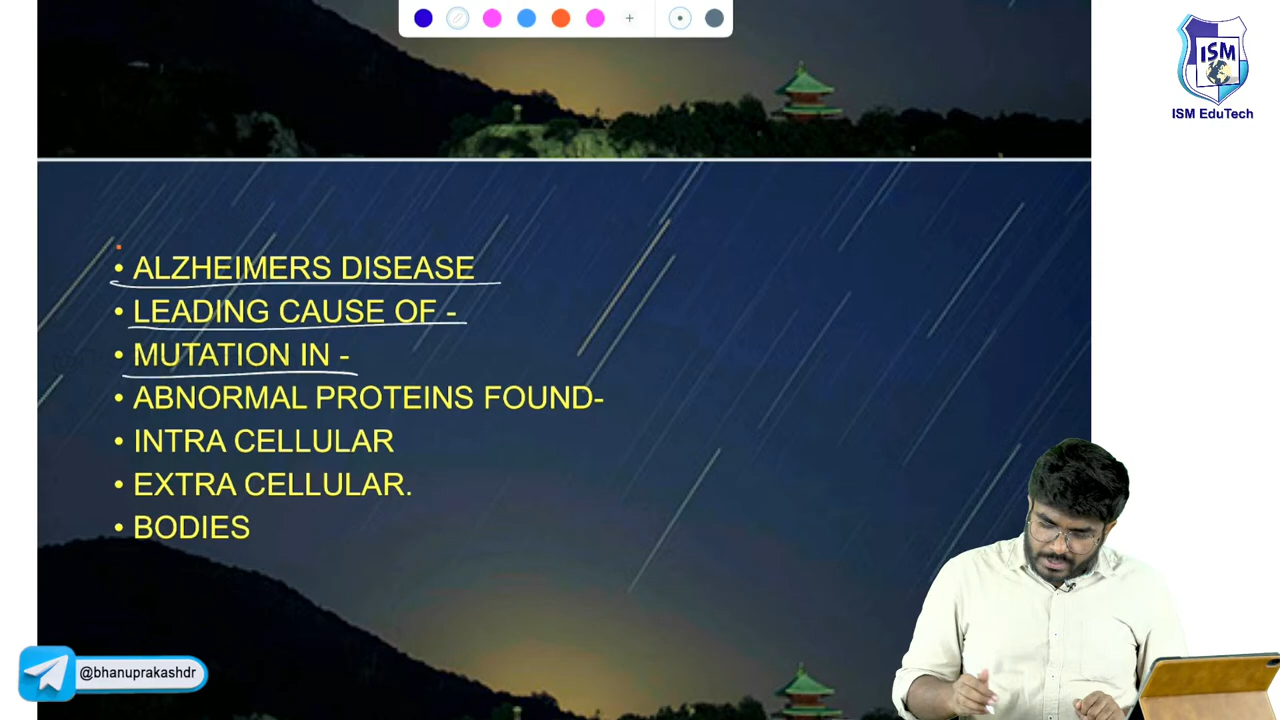 ISM
ISM EduTech
• ALZHEIMERS DISEASE
• LEADING CAUSE OF -
• MUTATION IN -
• ABNORMAL PROTEINS FOUND-
• INTRA CELLULAR
• EXTRA CELLULAR.
• BODIES
@bhanuprakashdr